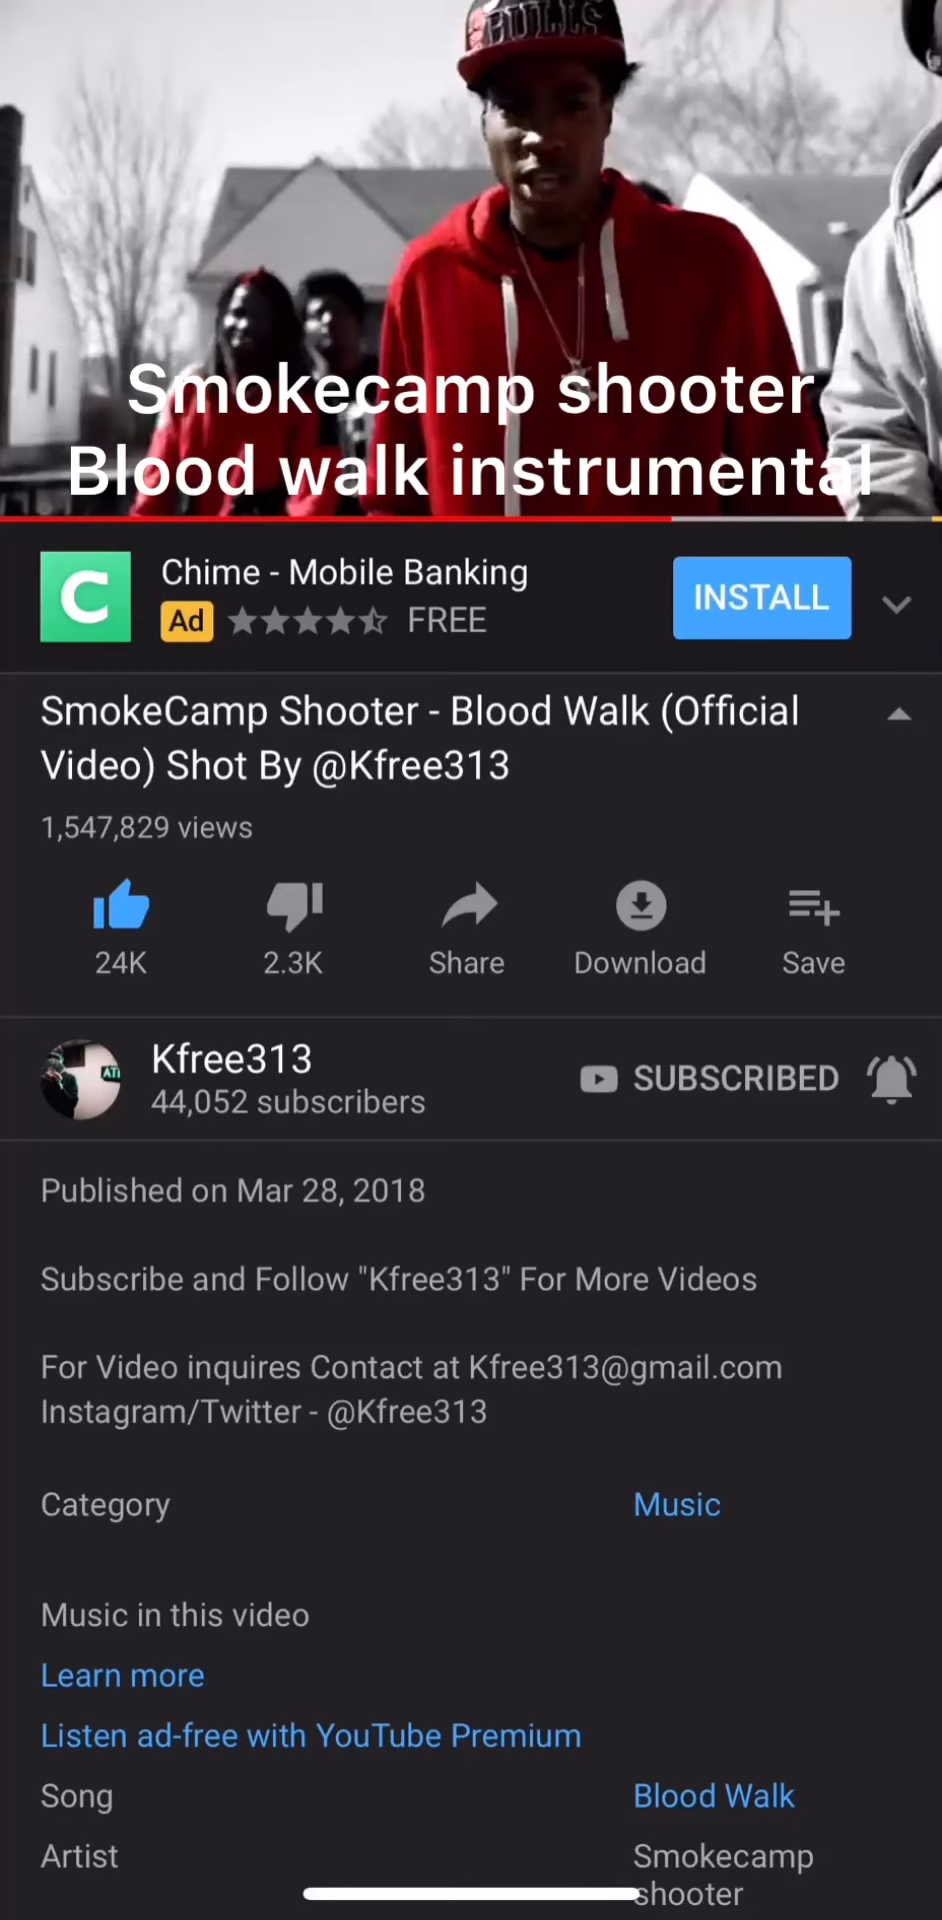 BULLS
Smokecamp shooter
Blood walk instrumental
C
Chime - Mobile Banking
INSTALL
Ad
FREE
SmokeCamp Shooter - Blood Walk (Official
Video) Shot By @Kfree313
1,547,829 views
24K
2.3K
Share
Download
Save
ATL
Kfree313
44,052 subscribers
SUBSCRIBED
Published on Mar 28, 2018
Subscribe and Follow "Kfree313" For More Videos
For Video inquires Contact at Kfree313@gmail.com
Instagram/Twitter - @Kfree313
Category
Music
Music in this video
Learn more
Listen ad-free with YouTube Premium
Song
Blood Walk
Artist
Smokecamp
shooter